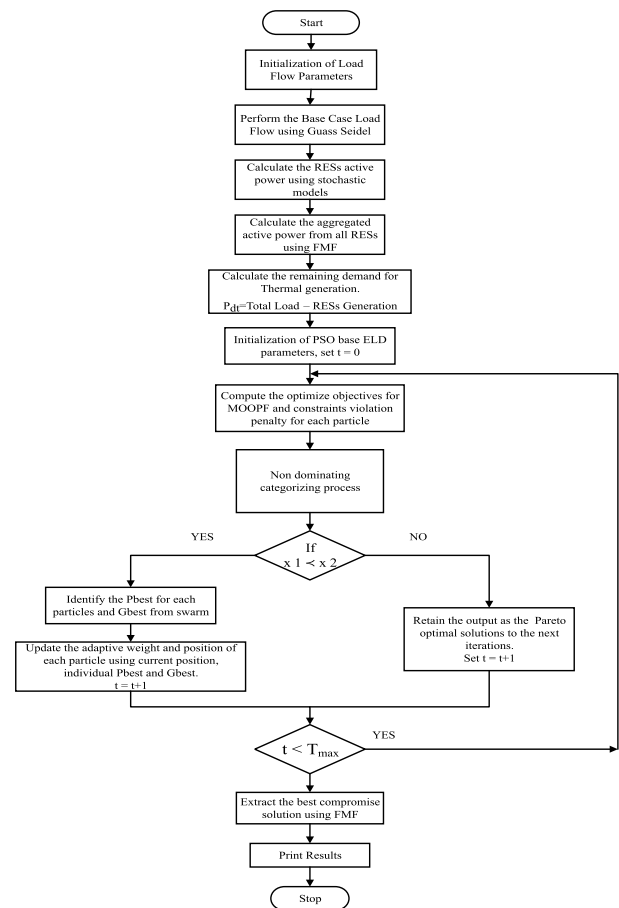 Start
Initialization of Load
Flow Parameters
Perform the Base Case Load
Flow using Guass Seidel
Calculate the RESs active
power using stochastic
models
Calculate the aggregated
active power from all RESs
using FMF
Calculate the remaining demand for
Thermal generation.
Pdt=Total Load – RESs Generation
Initialization of PSO base ELD
parameters, set t = 0
Compute the optimize objectives for
MOOPF and constraints violation
penalty for each particle
Non dominating
categorizing process
If
x 1 ≺ x 2
YES
NO
Identify the Pbest for each
particles and Gbest from swarm
Update the adaptive weight and position of
each particle using current position,
individual Pbest and Gbest.
t = t+1
Retain the output as the Pareto
optimal solutions to the next
iterations.
Set t = t+1
t < Tmax
YES
Extract the best compromise
solution using FMF
Print Results
Stop